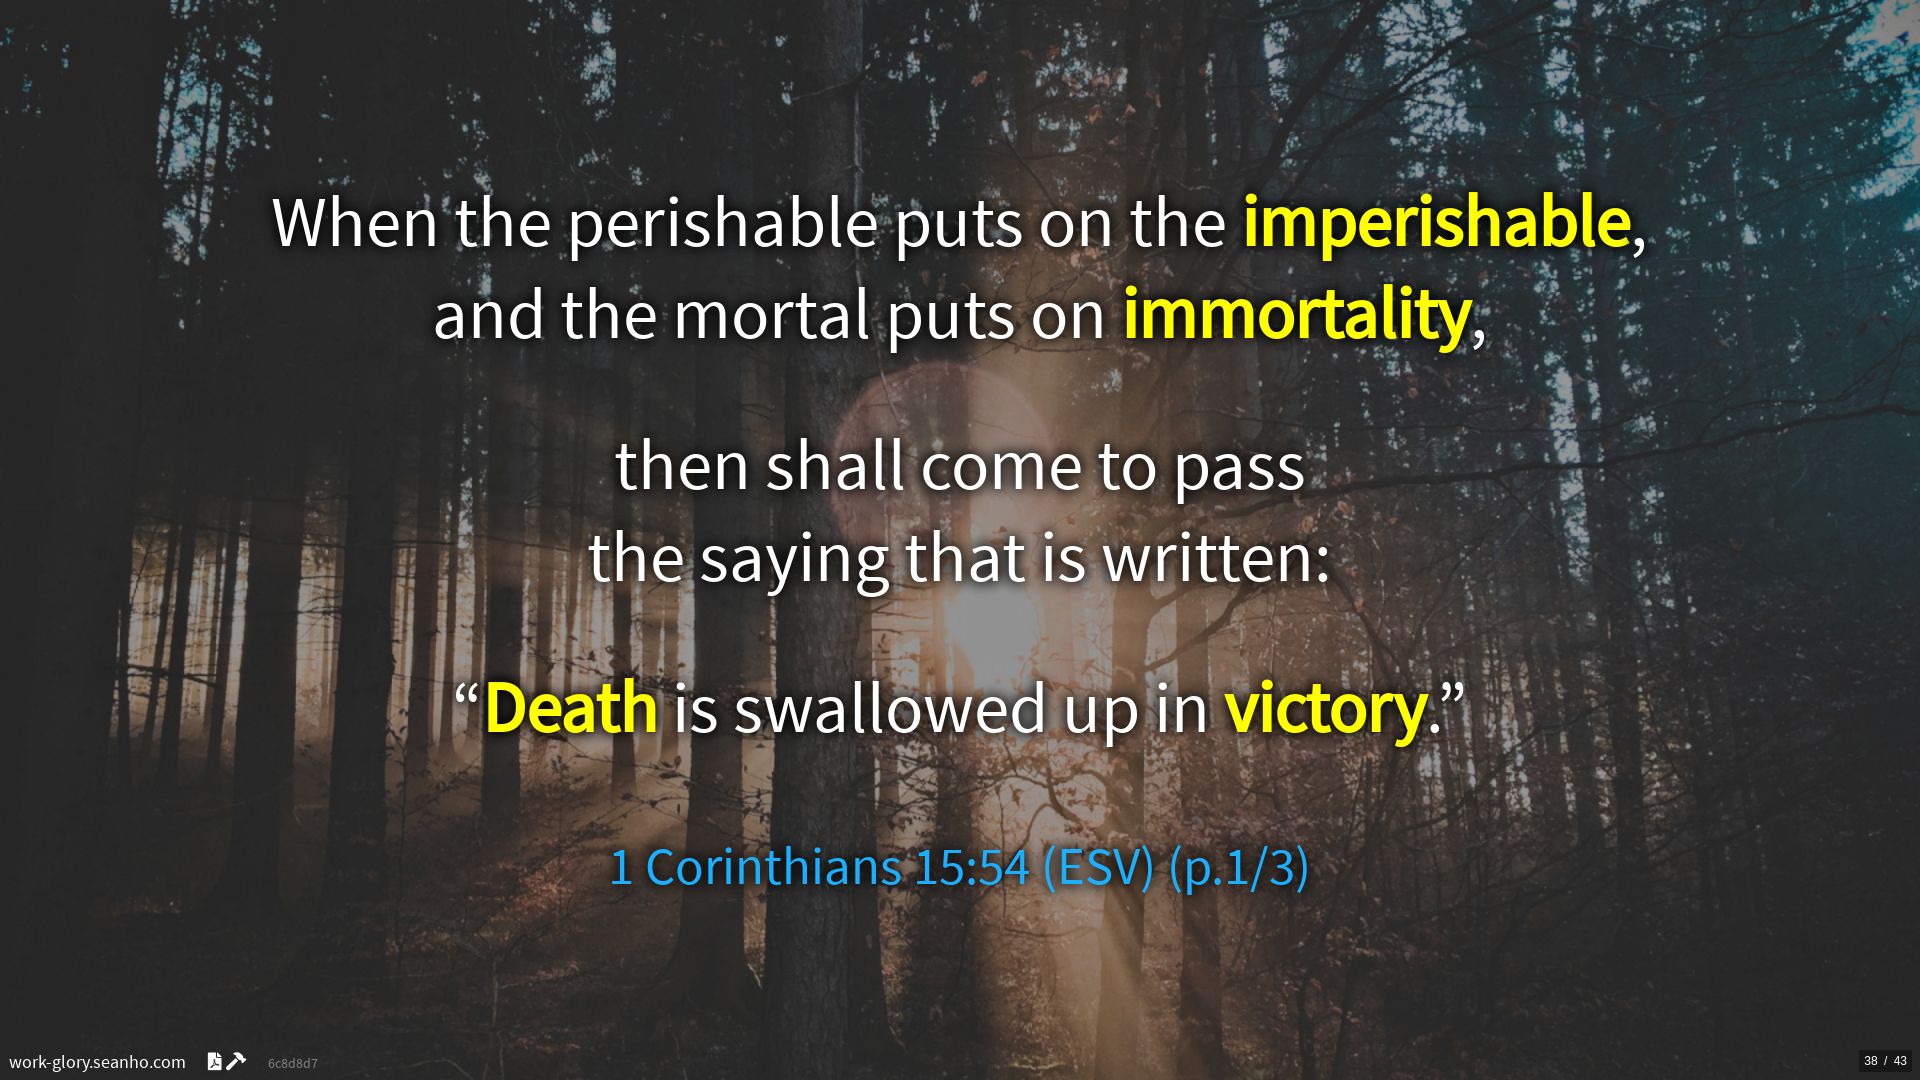 When the perishable puts on the imperishable,
and the mortal puts on immortality,
then shall come to pass
the saying that is written:
“Death is swallowed up in victory.”
1 Corinthians 15:54 (ESV) (p.1/3)
work-glory.seanho.com 6c8d8d7
38 / 43